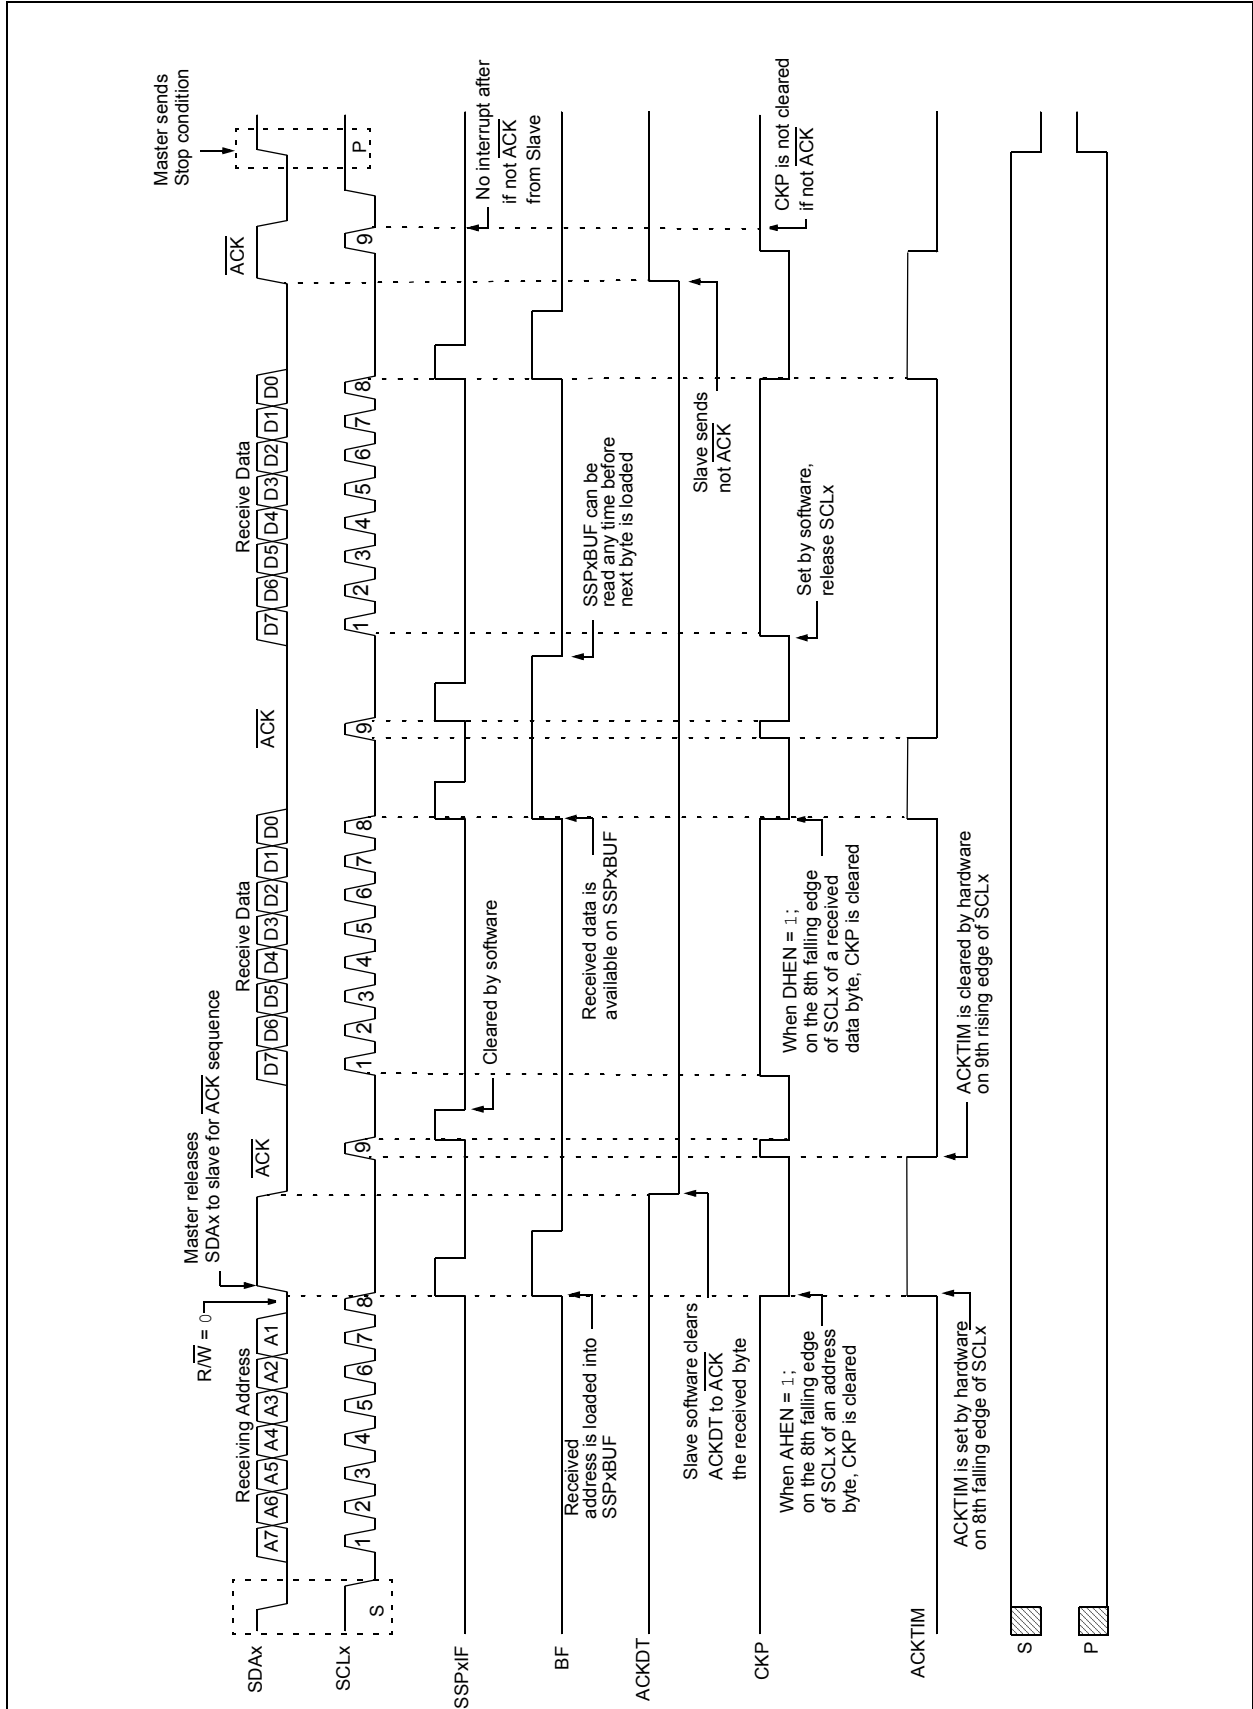 Master sends
Stop condition
Master releases
SDAx to slave for ACK sequence
R/W = 0
Receiving Address
Receive Data
Receive Data
ACK
ACK
ACK
SDAx
A7 A6 A5 A4 A3 A2 A1
D7 D6 D5 D4 D3 D2 D1 D0
D7 D6 D5 D4 D3 D2 D1 D0
SCLx
S
1 2 3 4 5 6 7 8 9
1 2 3 4 5 6 7 8 9
1 2 3 4 5 6 7 8 9
P
SSPxIF
Cleared by software
No interrupt after
if not ACK
from Slave
BF
Received
address is loaded into
SSPxBUF
Received data is
available on SSPxBUF
SSPxBUF can be
read any time before
next byte is loaded
ACKDT
Slave software clears
ACKDT to ACK
the received byte
Slave sends
not ACK
CKP
When AHEN = 1;
on the 8th falling edge
of SCLx of an address
byte, CKP is cleared
When DHEN = 1;
on the 8th falling edge
of SCLx of a received
data byte, CKP is cleared
Set by software,
release SCLx
CKP is not cleared
if not ACK
ACKTIM
ACKTIM is set by hardware
on 8th falling edge of SCLx
ACKTIM is cleared by hardware
on 9th rising edge of SCLx
S
P